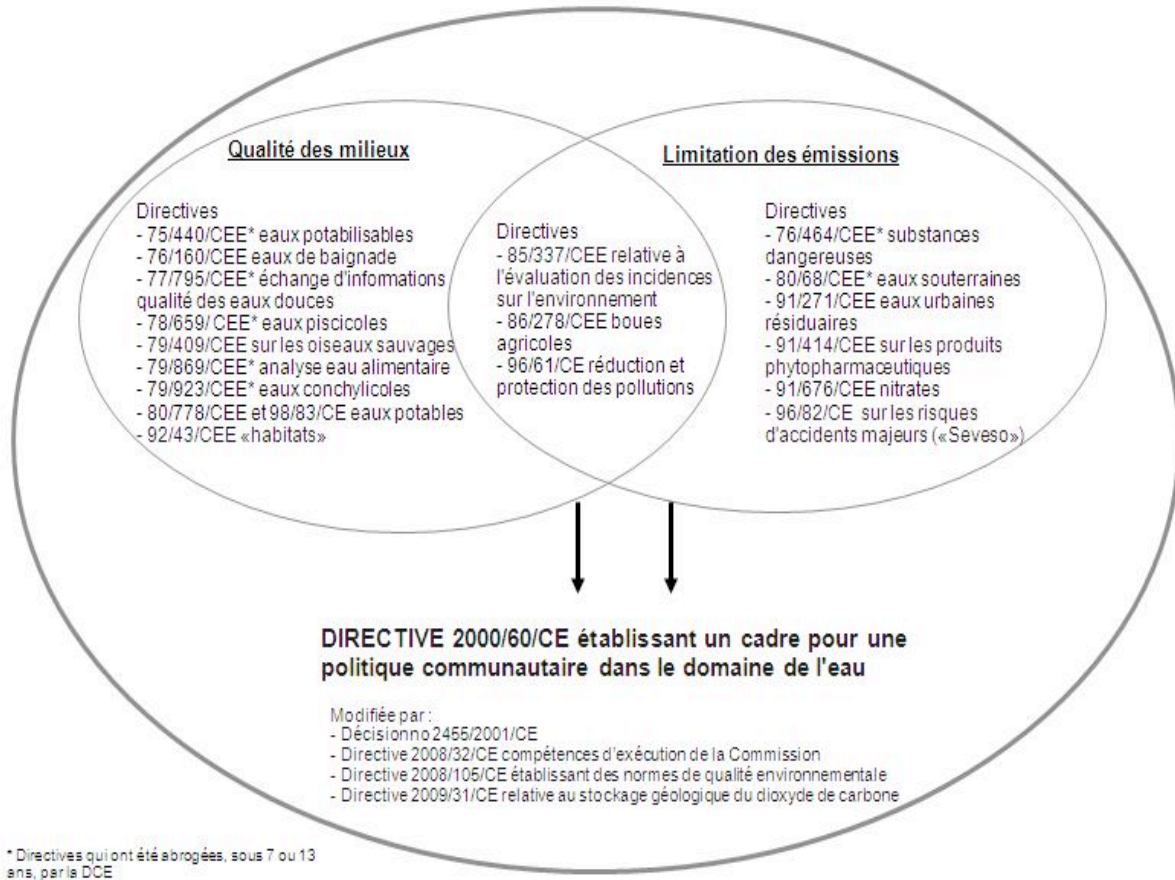 Qualité des milieux
Directives
- 75/440/CEE* eaux potabilisables
- 76/160/CEE eaux de baignade
- 77/795/CEE* échange d'informations
qualité des eaux douces
- 78/659/ CEE* eaux piscicoles
- 79/409/CEE sur les oiseaux sauvages
- 79/869/CEE* analyse eau alimentaire
- 79/923/CEE* eaux conchylicoles
- 80/778/CEE et 98/83/CE eaux potables
- 92/43/CEE «habitats»
Directives
- 85/337/CEE relative à
l'évaluation des incidences
sur l'environnement
- 86/278/CEE boues
agricoles
- 96/61/CE réduction et
protection des pollutions
Limitation des émissions
Directives
- 76/464/CEE* substances
dangereuses
- 80/68/CEE* eaux souterraines
- 91/271/CEE eaux urbaines
résiduaires
- 91/414/CEE sur les produits
phytopharmaceutiques
- 91/676/CEE nitrates
- 96/82/CE sur les risques
d'accidents majeurs («Seveso»)
DIRECTIVE 2000/60/CE établissant un cadre pour une
politique communautaire dans le domaine de l'eau
Modifiée par :
- Décisionno 2455/2001/CE
- Directive 2008/32/CE compétences d'exécution de la Commission
- Directive 2008/105/CE établissant des normes de qualité environnementale
- Directive 2009/31/CE relative au stockage géologique du dioxyde de carbone
* Directives qui ont été abrogées, sous 7 ou 13
ans, par la DCE